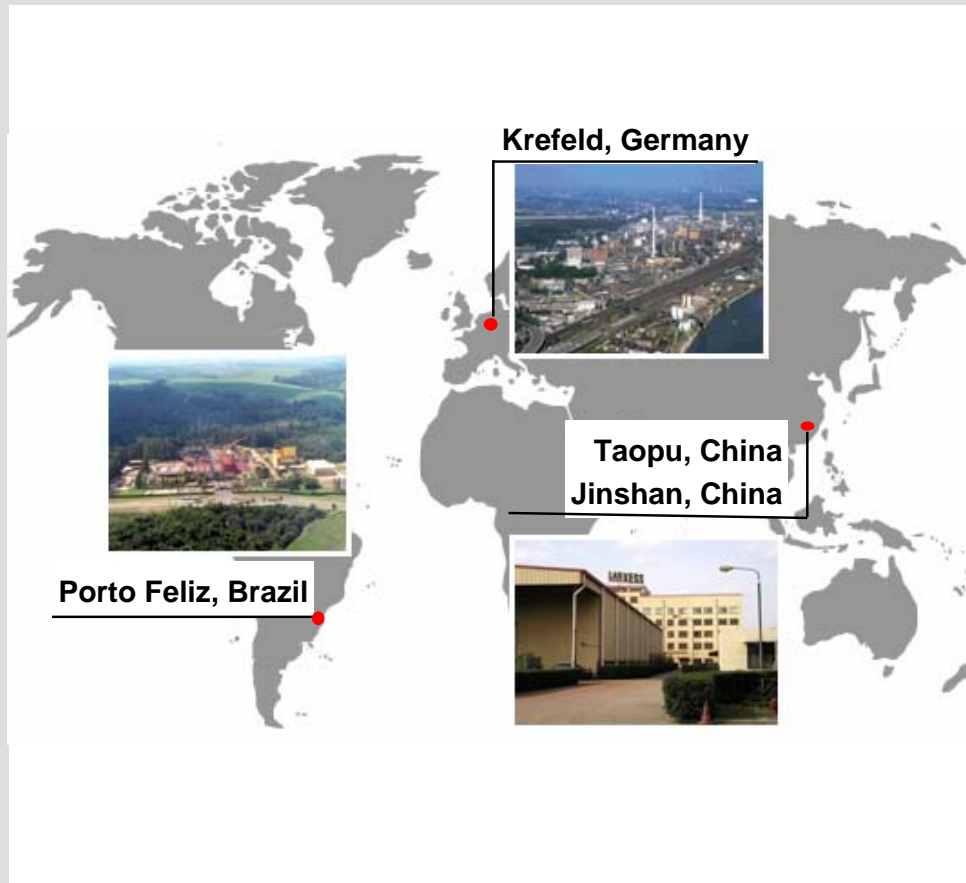 Krefeld, Germany
Taopu, China
Jinshan, China
LANXESS
Porto Feliz, Brazil